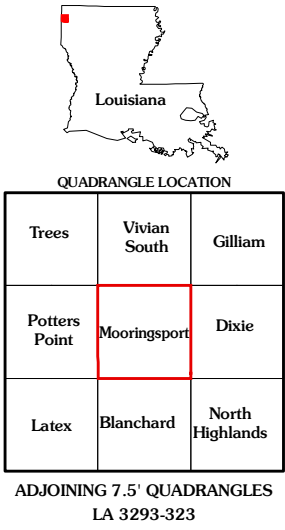 Louisiana
QUADRANGLE LOCATION
Trees
Vivian
South
Gilliam
Potters
Point
Mooringsport
Dixie
Latex
Blanchard
North
Highlands
ADJOINING 7.5' QUADRANGLES
LA 3293-323